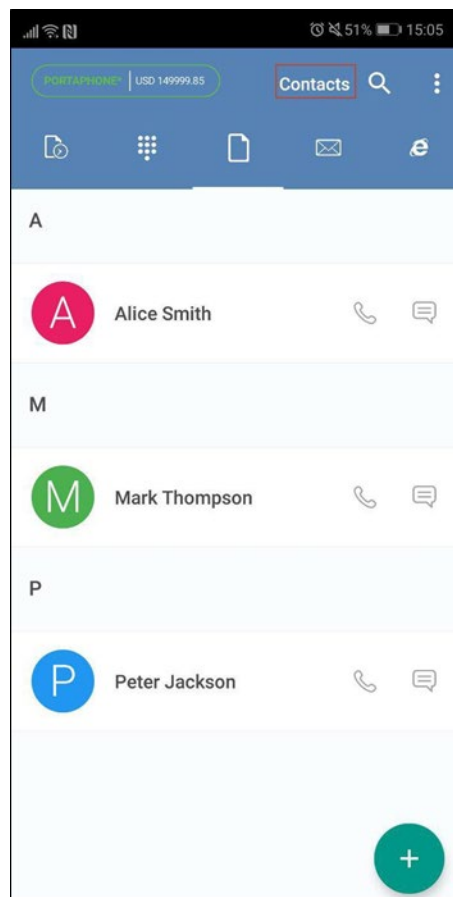 51% 15:05
PORTAPHONE* USD 149999.85 Contacts
A
A Alice Smith
M
M Mark Thompson
P
P Peter Jackson